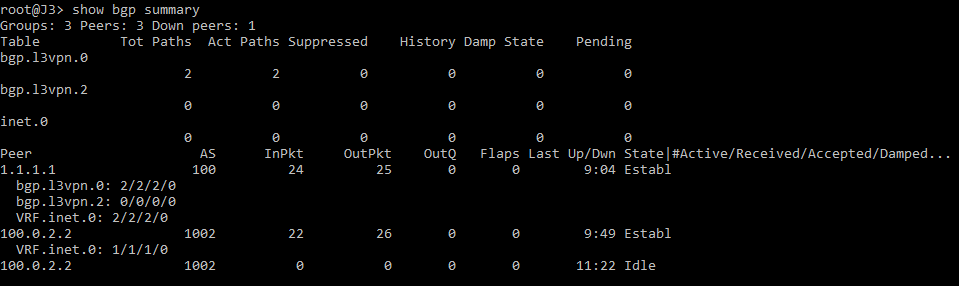 root@J3> show bgp summary
Groups: 3 Peers: 3 Down peers: 1
Table          Tot Paths  Act Paths Suppressed    History Damp State    Pending
bgp.l3vpn.0
                       2          2          0          0          0          0
bgp.l3vpn.2
                       0          0          0          0          0          0
inet.0
                       0          0          0          0          0          0
Peer                     AS      InPkt     OutPkt    OutQ   Flaps Last Up/Dwn State|#Active/Received/Accepted/Damped...
1.1.1.1                 100         24         25       0       0        9:04 Establ
  bgp.l3vpn.0: 2/2/2/0
  bgp.l3vpn.2: 0/0/0/0
  VRF.inet.0: 2/2/2/0
100.0.2.2              1002         22         26       0       0        9:49 Establ
  VRF.inet.0: 1/1/1/0
100.0.2.2              1002          0          0       0       0       11:22 Idle